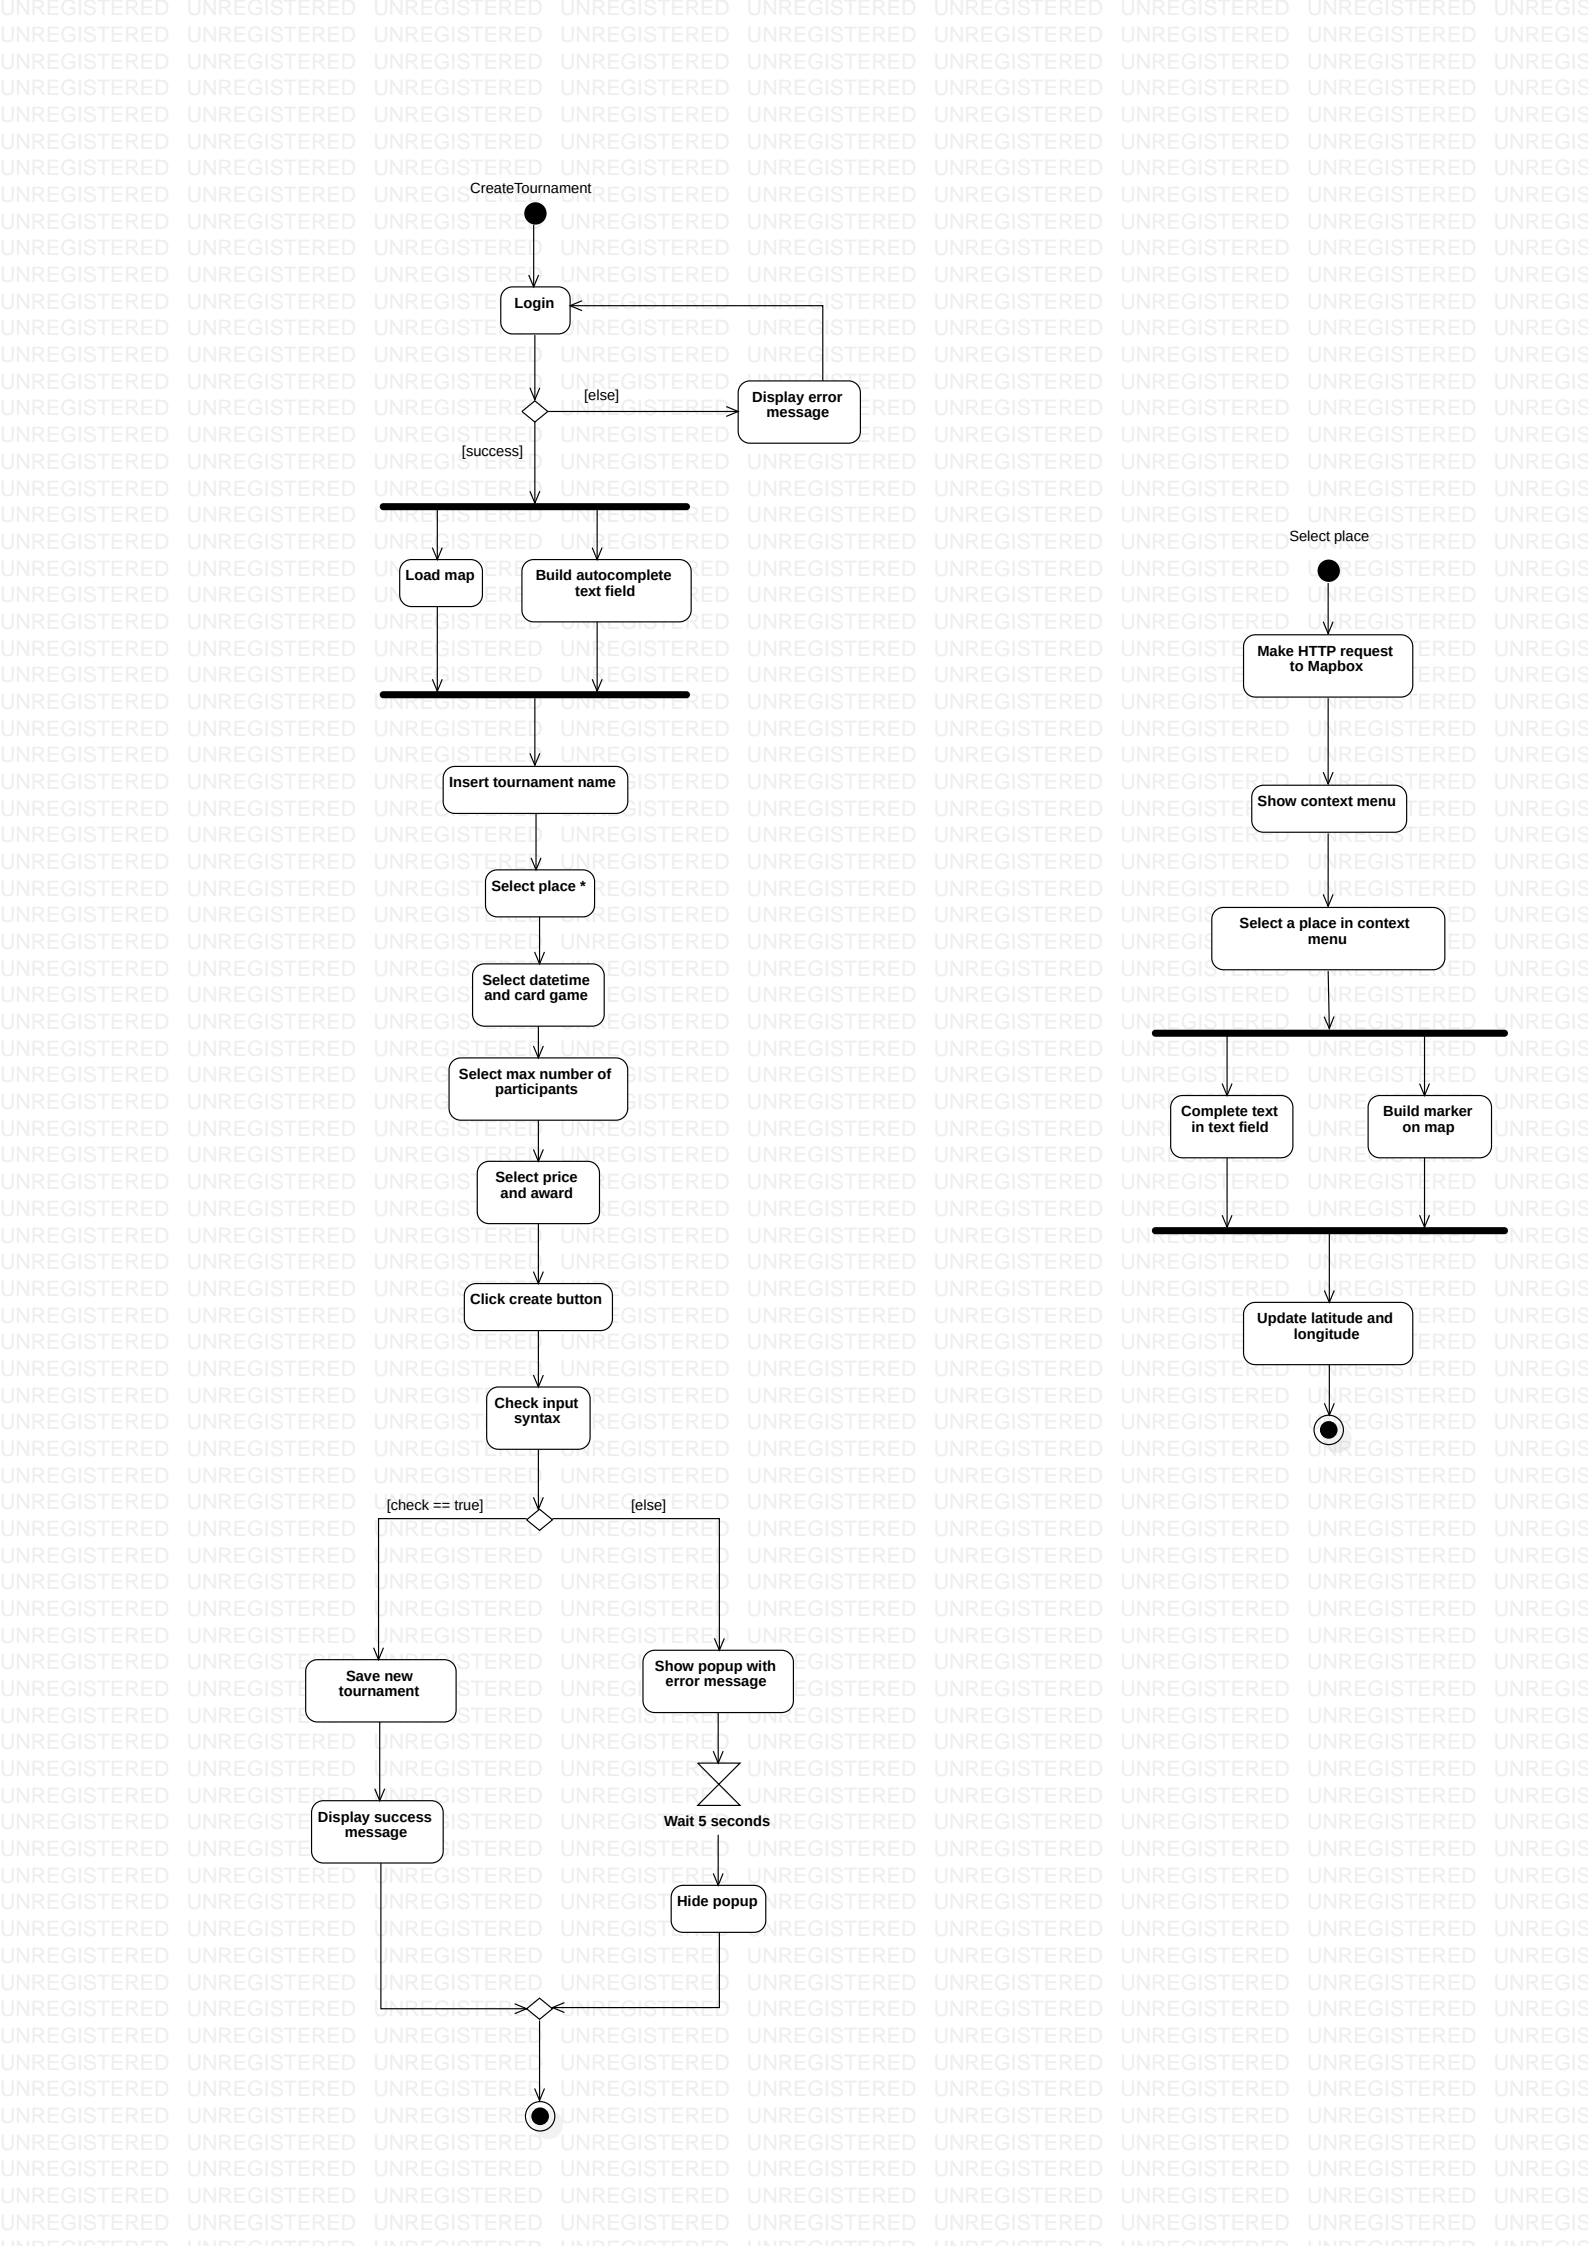 CreateTournament
Login
[else]
Display error
message
[success]
Load map
Build autocomplete
text field
Insert tournament name
Select place *
Select datetime
and card game
Select max number of
participants
Select price
and award
Click create button
Check input
syntax
[check == true]
[else]
Save new
tournament
Show popup with
error message
Display success
message
Wait 5 seconds
Hide popup
Select place
Make HTTP request
to Mapbox
Show context menu
Select a place in context
menu
Complete text
in text field
Build marker
on map
Update latitude and
longitude
UNREGISTERED